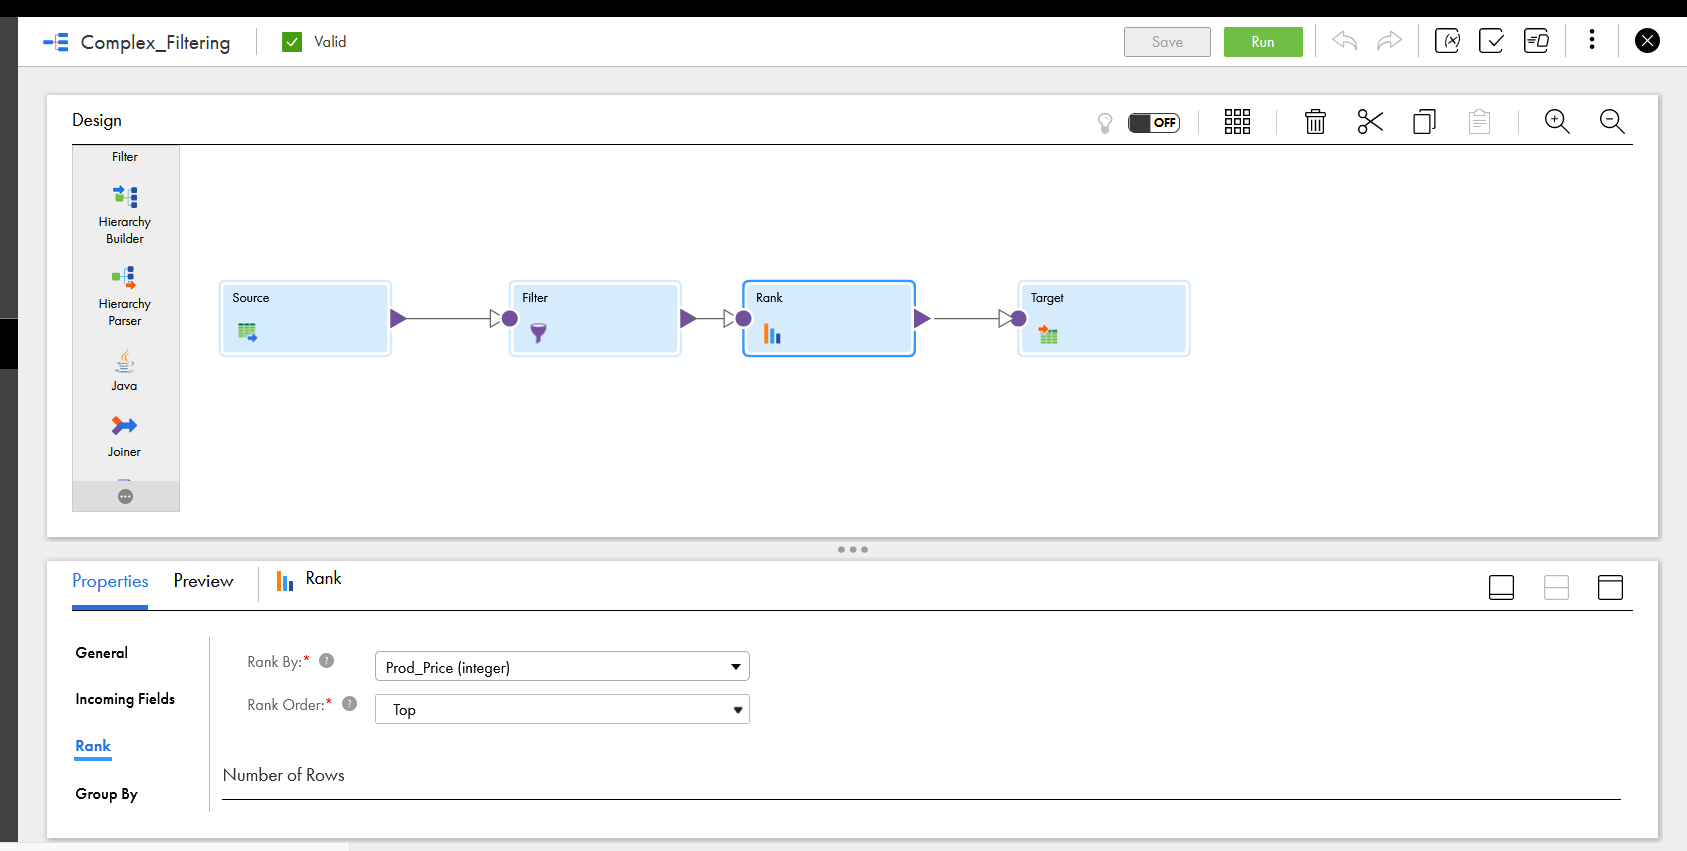 Complex_Filtering
Valid
Save
Run
Design
OFF
Filter
Hierarchy
Builder
Hierarchy
Parser
Java
Joiner
Source
Filter
Rank
Target
Properties
Preview
Rank
General
Incoming Fields
Rank
Group By
Rank By:* ?
Prod_Price (integer)
Rank Order:* ?
Top
Number of Rows